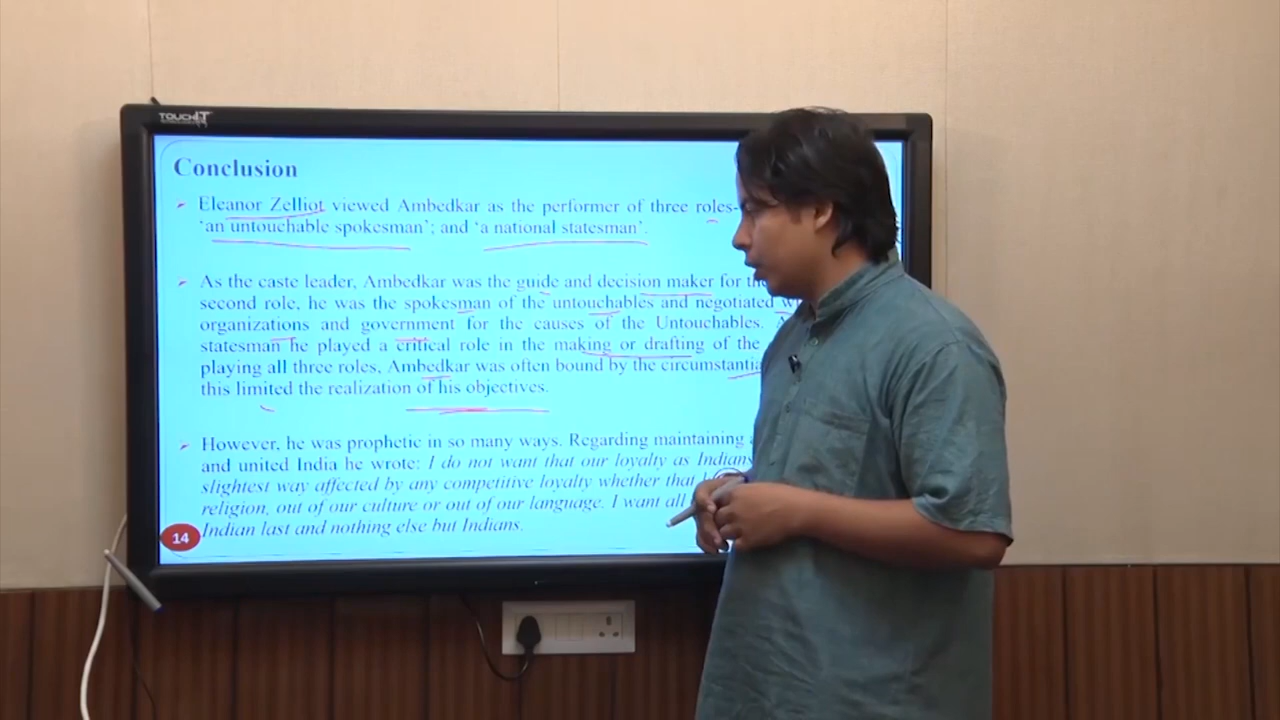 TOUCHIT
Conclusion
Eleanor Zelliot viewed Ambedkar as the performer of three roles-
'an untouchable spokesman'; and 'a national statesman'.
As the caste leader, Ambedkar was the guide and decision maker for
second role, he was the spokesman of the untouchables and negotiated
organizations and government for the causes of the Untouchables.
statesman he played a critical role in the making or drafting of the
playing all three roles, Ambedkar was often bound by the
this limited the realization of his objectives.
However, he was prophetic in so many ways. Regarding maintaining
and united India he wrote: I do not want that our loyalty as Indians
slightest way affected by any competitive loyalty whether that
religion, out of our culture or out of our language. I want all
Indian last and nothing else but Indians.
14